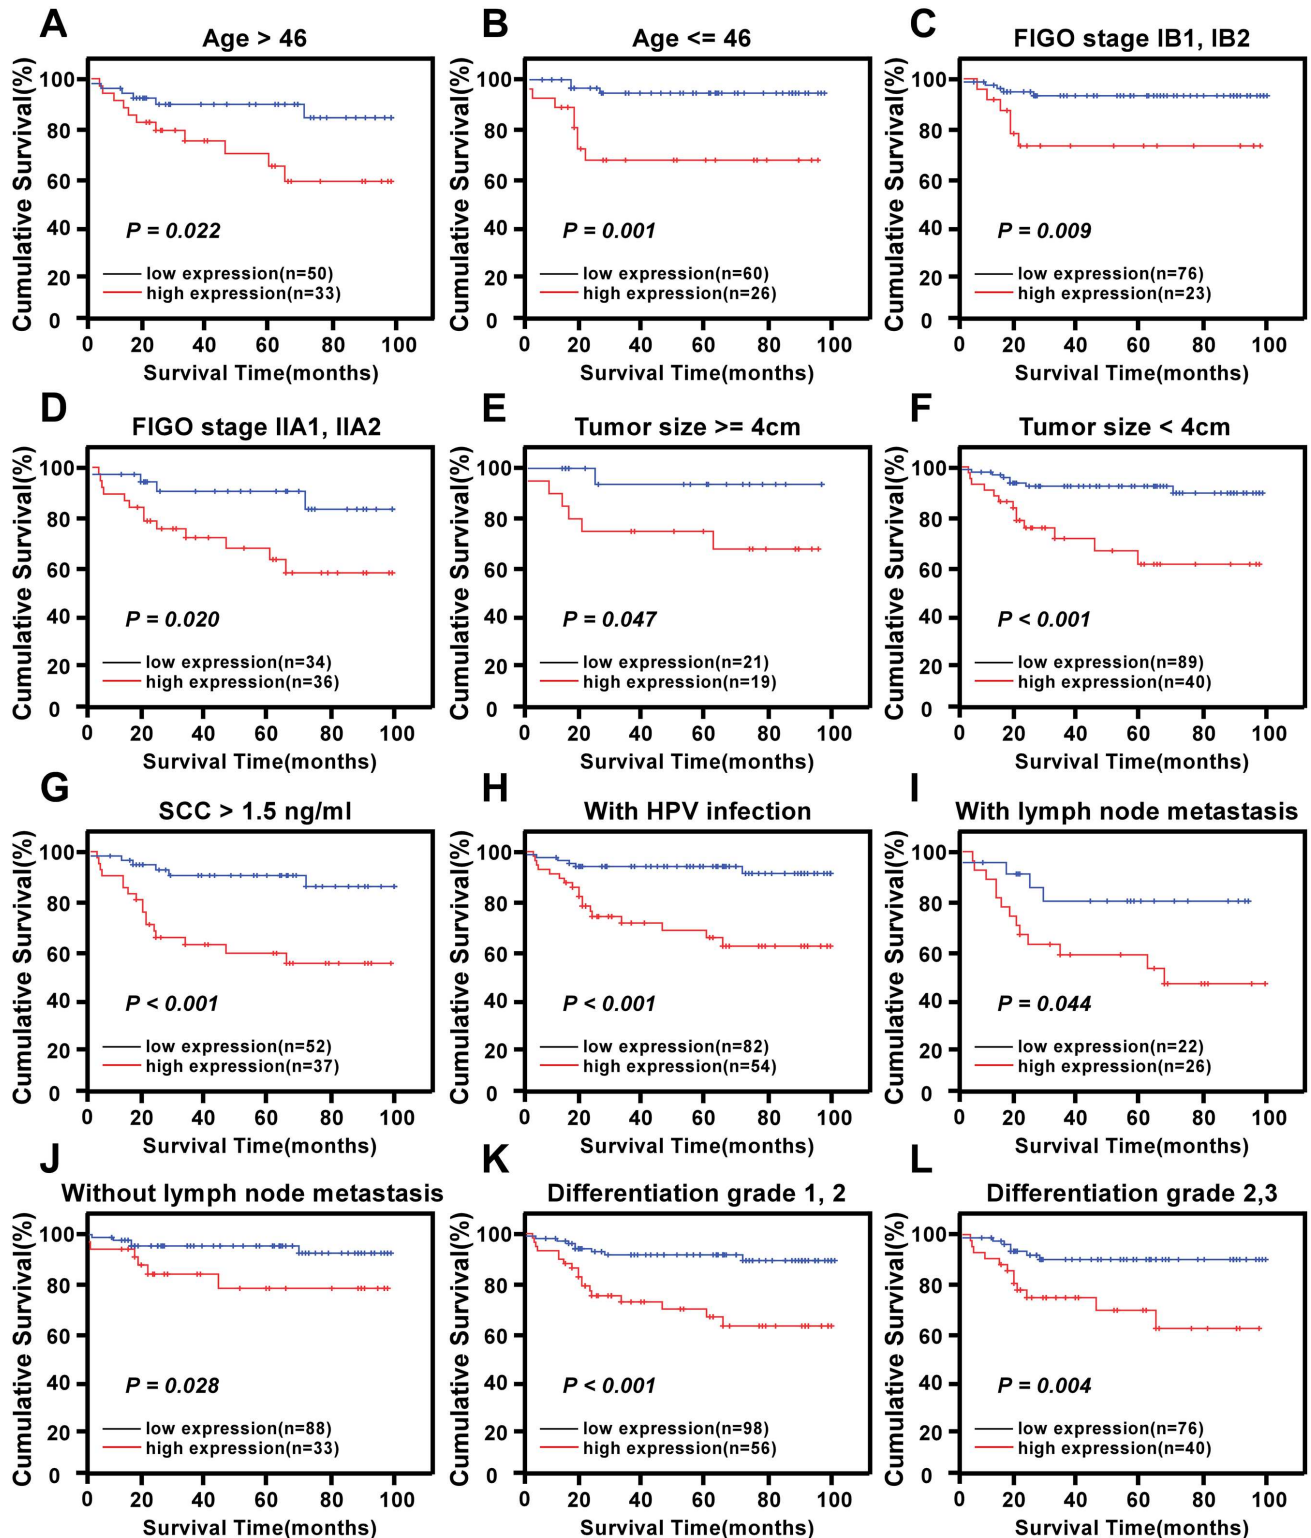 A
Age > 46
Cumulative Survival(%)
100
80
60
40
20
0
P = 0.022
low expression(n=50)
high expression(n=33)
0 20 40 60 80 100
Survival Time(months)
B
Age <= 46
Cumulative Survival(%)
100
80
60
40
20
0
P = 0.001
low expression(n=60)
high expression(n=26)
0 20 40 60 80 100
Survival Time(months)
C
FIGO stage IB1, IB2
Cumulative Survival(%)
100
80
60
40
20
0
P = 0.009
low expression(n=76)
high expression(n=23)
0 20 40 60 80 100
Survival Time(months)
D
FIGO stage IIA1, IIA2
Cumulative Survival(%)
100
80
60
40
20
0
P = 0.020
low expression(n=34)
high expression(n=36)
0 20 40 60 80 100
Survival Time(months)
E
Tumor size >= 4cm
Cumulative Survival(%)
100
80
60
40
20
0
P = 0.047
low expression(n=21)
high expression(n=19)
0 20 40 60 80 100
Survival Time(months)
F
Tumor size < 4cm
Cumulative Survival(%)
100
80
60
40
20
0
P < 0.001
low expression(n=89)
high expression(n=40)
0 20 40 60 80 100
Survival Time(months)
G
SCC > 1.5 ng/ml
Cumulative Survival(%)
100
80
60
40
20
0
P < 0.001
low expression(n=52)
high expression(n=37)
0 20 40 60 80 100
Survival Time(months)
H
With HPV infection
Cumulative Survival(%)
100
80
60
40
20
0
P < 0.001
low expression(n=82)
high expression(n=54)
0 20 40 60 80 100
Survival Time(months)
I
With lymph node metastasis
Cumulative Survival(%)
100
80
60
40
20
0
P = 0.044
low expression(n=22)
high expression(n=26)
0 20 40 60 80 100
Survival Time(months)
J
Without lymph node metastasis
Cumulative Survival(%)
100
80
60
40
20
0
P = 0.028
low expression(n=88)
high expression(n=33)
0 20 40 60 80 100
Survival Time(months)
K
Differentiation grade 1, 2
Cumulative Survival(%)
100
80
60
40
20
0
P < 0.001
low expression(n=98)
high expression(n=56)
0 20 40 60 80 100
Survival Time(months)
L
Differentiation grade 2,3
Cumulative Survival(%)
100
80
60
40
20
0
P = 0.004
low expression(n=76)
high expression(n=40)
0 20 40 60 80 100
Survival Time(months)